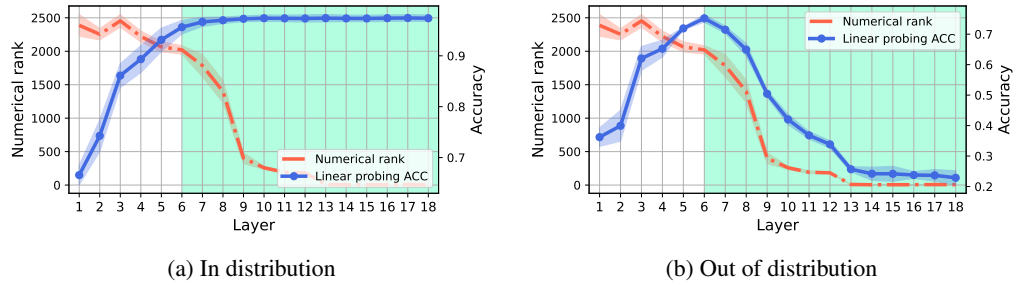 Numerical rank
2500
2000
1500
1000
500
0
0.9
0.8
0.7
Accuracy
Numerical rank
Linear probing ACC
1 2 3 4 5 6 7 8 9 10 11 12 13 14 15 16 17 18
Layer
(a) In distribution
Numerical rank
2500
2000
1500
1000
500
0
0.7
0.6
0.5
0.4
0.3
0.2
Accuracy
Numerical rank
Linear probing ACC
1 2 3 4 5 6 7 8 9 10 11 12 13 14 15 16 17 18
Layer
(b) Out of distribution